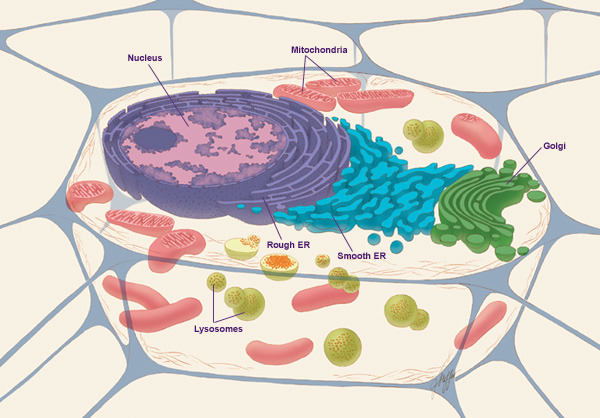 Mitochondria
Nucleus
Golgi
Rough ER
Smooth ER
Lysosomes